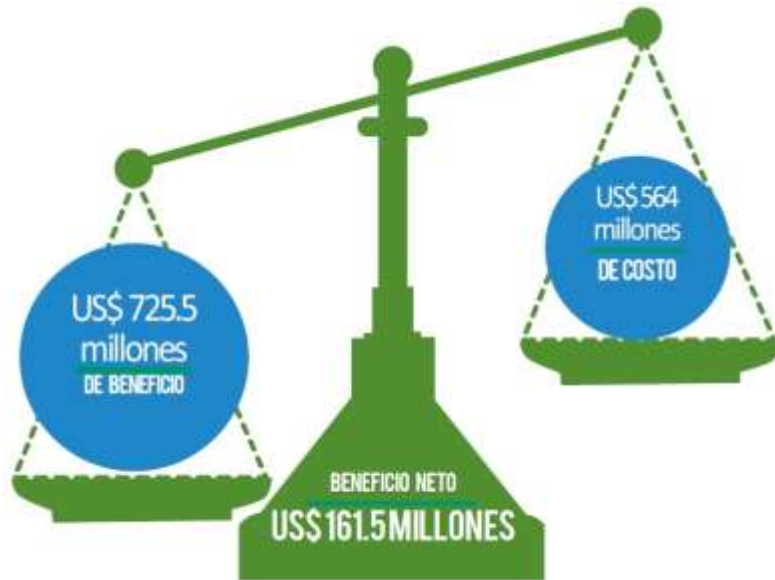 US$ 725.5
millones
DE BENEFICIO
US$ 564
millones
DE COSTO
BENEFICIO NETO
US$ 161.5 MILLONES